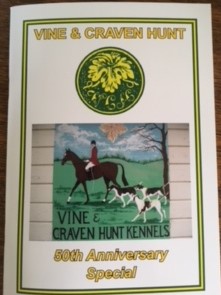 VINE & CRAVEN HUNT
VINE &
CRAVEN HUNT KENNELS
50th Anniversary
Special